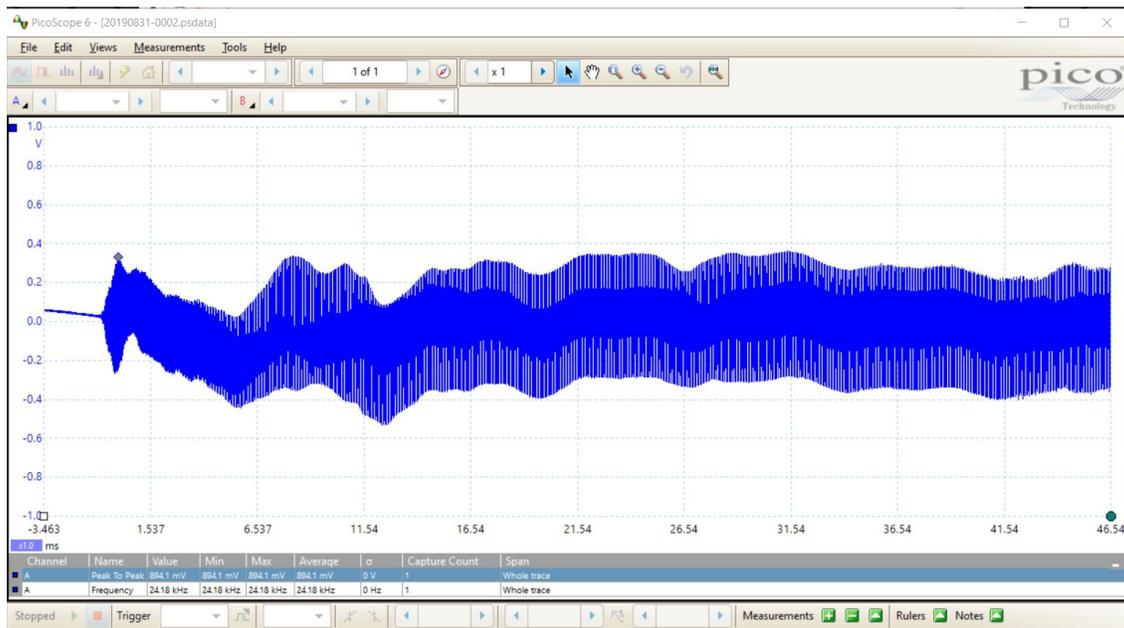 PicoScope 6 - [20190831-0002.psdata]
File Edit Views Measurements Tools Help
1 of 1 x 1
pico
Technology
A B
1.0
V
0.8
0.6
0.4
0.2
0.0
-0.2
-0.4
-0.6
-0.8
-1.0
-3.463 1.537 6.537 11.54 16.54 21.54 26.54 31.54 36.54 41.54 46.54
x1.0 ms
Channel Name Value Min Max Average σ Capture Count Span
A Peak To Peak 894.1 mV 894.1 mV 894.1 mV 894.1 mV 0 V 1 Whole trace
A Frequency 24.18 kHz 24.18 kHz 24.18 kHz 24.18 kHz 0 Hz 1 Whole trace
Stopped Trigger Measurements Rulers Notes